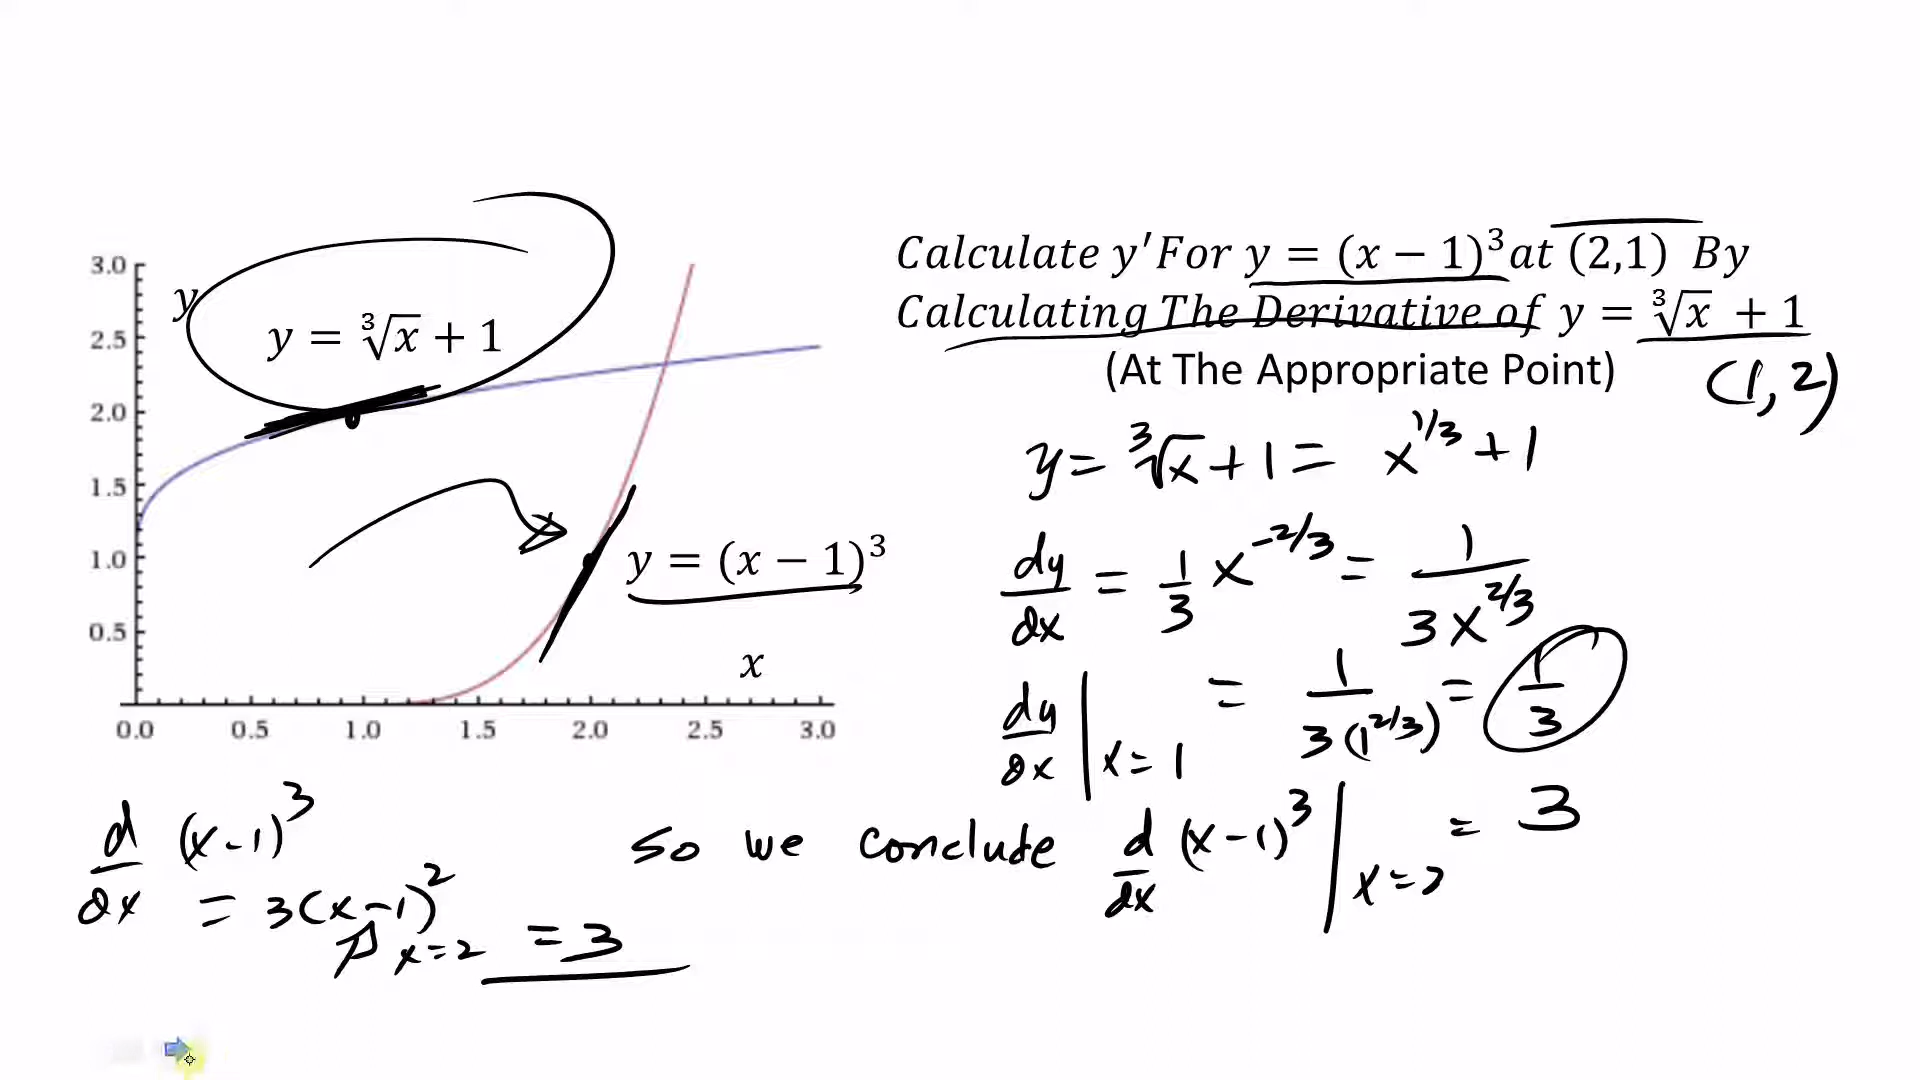 Calculate y′For y = (x − 1)³at (2,1) By
Calculating The Derivative of y = ∛x + 1
(At The Appropriate Point)
(1, 2)
y
y = ∛x + 1
y = (x − 1)³
x
3.0
2.5
2.0
1.5
1.0
0.5
0.0 0.5 1.0 1.5 2.0 2.5 3.0
y = ∛x + 1 = x^1/3 + 1
dy/dx = 1/3 x^-2/3 = 1/(3x^2/3)
dy/dx | x=1 = 1/(3(1^2/3)) = 1/3
So we conclude d/dx (x-1)^3 | x=2 = 3
d/dx (x-1)^3
= 3(x-1)^2
x=2 = 3